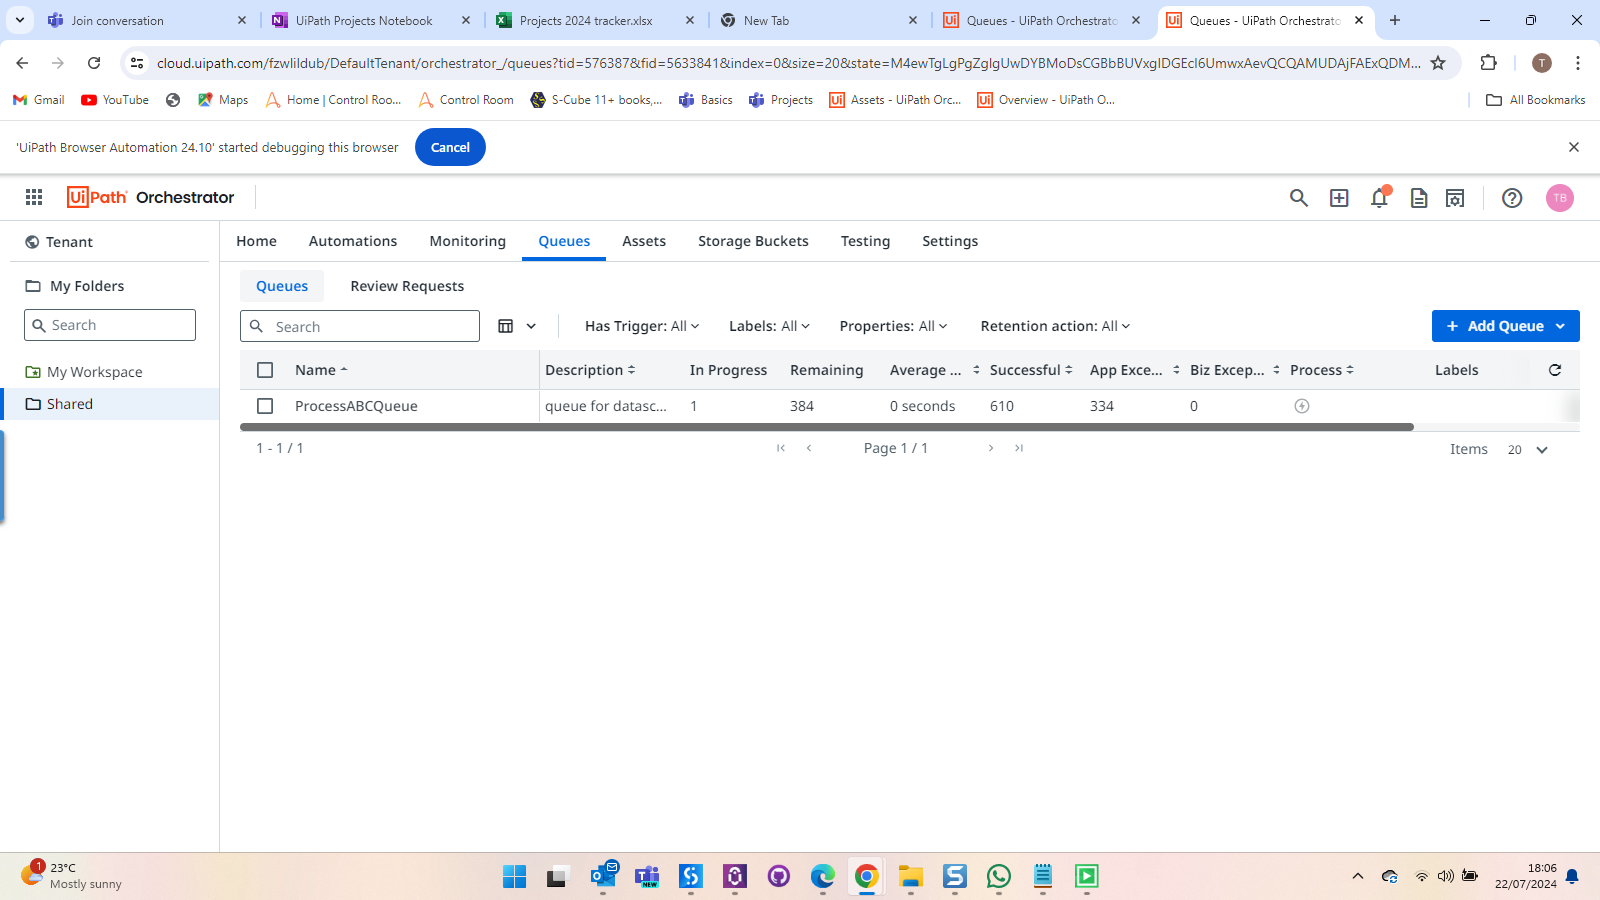 Join conversation
UiPath Projects Notebook
Projects 2024 tracker.xlsx
New Tab
Queues - UiPath Orchestrato
Queues - UiPath Orchestrato
cloud.uipath.com/fzwlildub/DefaultTenant/orchestrator_/queues?tid=576387&fid=5633841&index=0&size=20&state=M4ewTgLgPgZglgUwDYBMoDsCGBbBUVxgIDGEcI6UmwxAevQCQAMUDAjFAExQDM...
T
Gmail
YouTube
Maps
Home | Control Roo...
Control Room
S-Cube 11+ books,...
Basics
Projects
Assets - UiPath Orc...
Overview - UiPath O...
All Bookmarks
'UiPath Browser Automation 24.10' started debugging this browser
Cancel
UiPath Orchestrator
TB
Tenant
Home
Automations
Monitoring
Queues
Assets
Storage Buckets
Testing
Settings
My Folders
Queues
Review Requests
Search
Search
Has Trigger: All
Labels: All
Properties: All
Retention action: All
+ Add Queue
My Workspace
Shared
Name
Description
In Progress
Remaining
Average ...
Successful
App Exce...
Biz Excep...
Process
Labels
ProcessABCQueue
queue for datasc...
1
384
0 seconds
610
334
0
1 - 1 / 1
Page 1 / 1
Items 20
1
23°C
Mostly sunny
NEW
18:06
22/07/2024